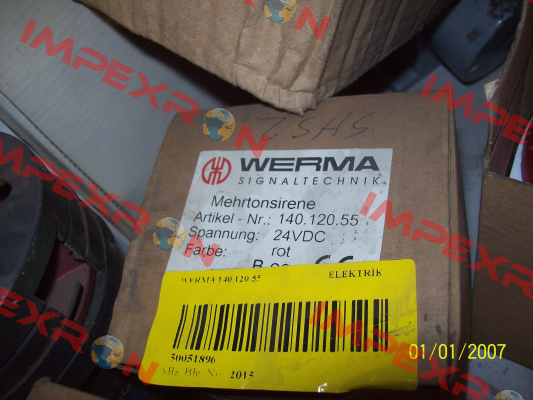 IMPEXRON
WERMA
SIGNALTECHNIK
Mehrtonsirene
Artikel - Nr.: 140.120.55
Spannung: 24VDC
Farbe: rot
CE
WERMA 140.120.55 ELEKTRİK
50051896
2015
01/01/2007